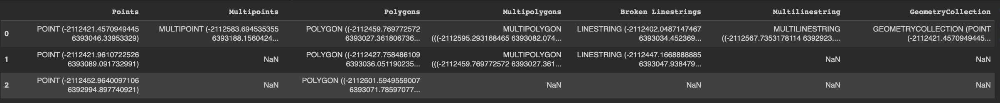 Points Multipoints Polygons Multipolygons Broken Linestrings Multilinestring GeometryCollection
0 POINT (-2112421.4570949445 MULTIPOINT (-2112583.694535355 POLYGON ((-2112459.769772572 MULTIPOLYGON LINESTRING (-2112402.0487147467 MULTILINESTRING GEOMETRYCOLLECTION (POINT
6393046.33953329) 6393188.1560424... 6393027.361806736... (((-2112595.293168465 6393082.074... 6393034.452369... ((-2112567.7353178114 6392923.... (-2112421.4570949445...
1 POINT (-2112421.9610722526 NaN POLYGON ((-2112427.758486109 MULTIPOLYGON LINESTRING (-2112447.1668888885 NaN NaN
6393089.091732991) 6393036.051190235... (((-2112459.769772572 6393027.361... 6393047.938479...
2 POINT (-2112452.9640097106 NaN POLYGON ((-2112601.5949559007 NaN NaN NaN NaN
6392994.897740921) 6393071.78597077...